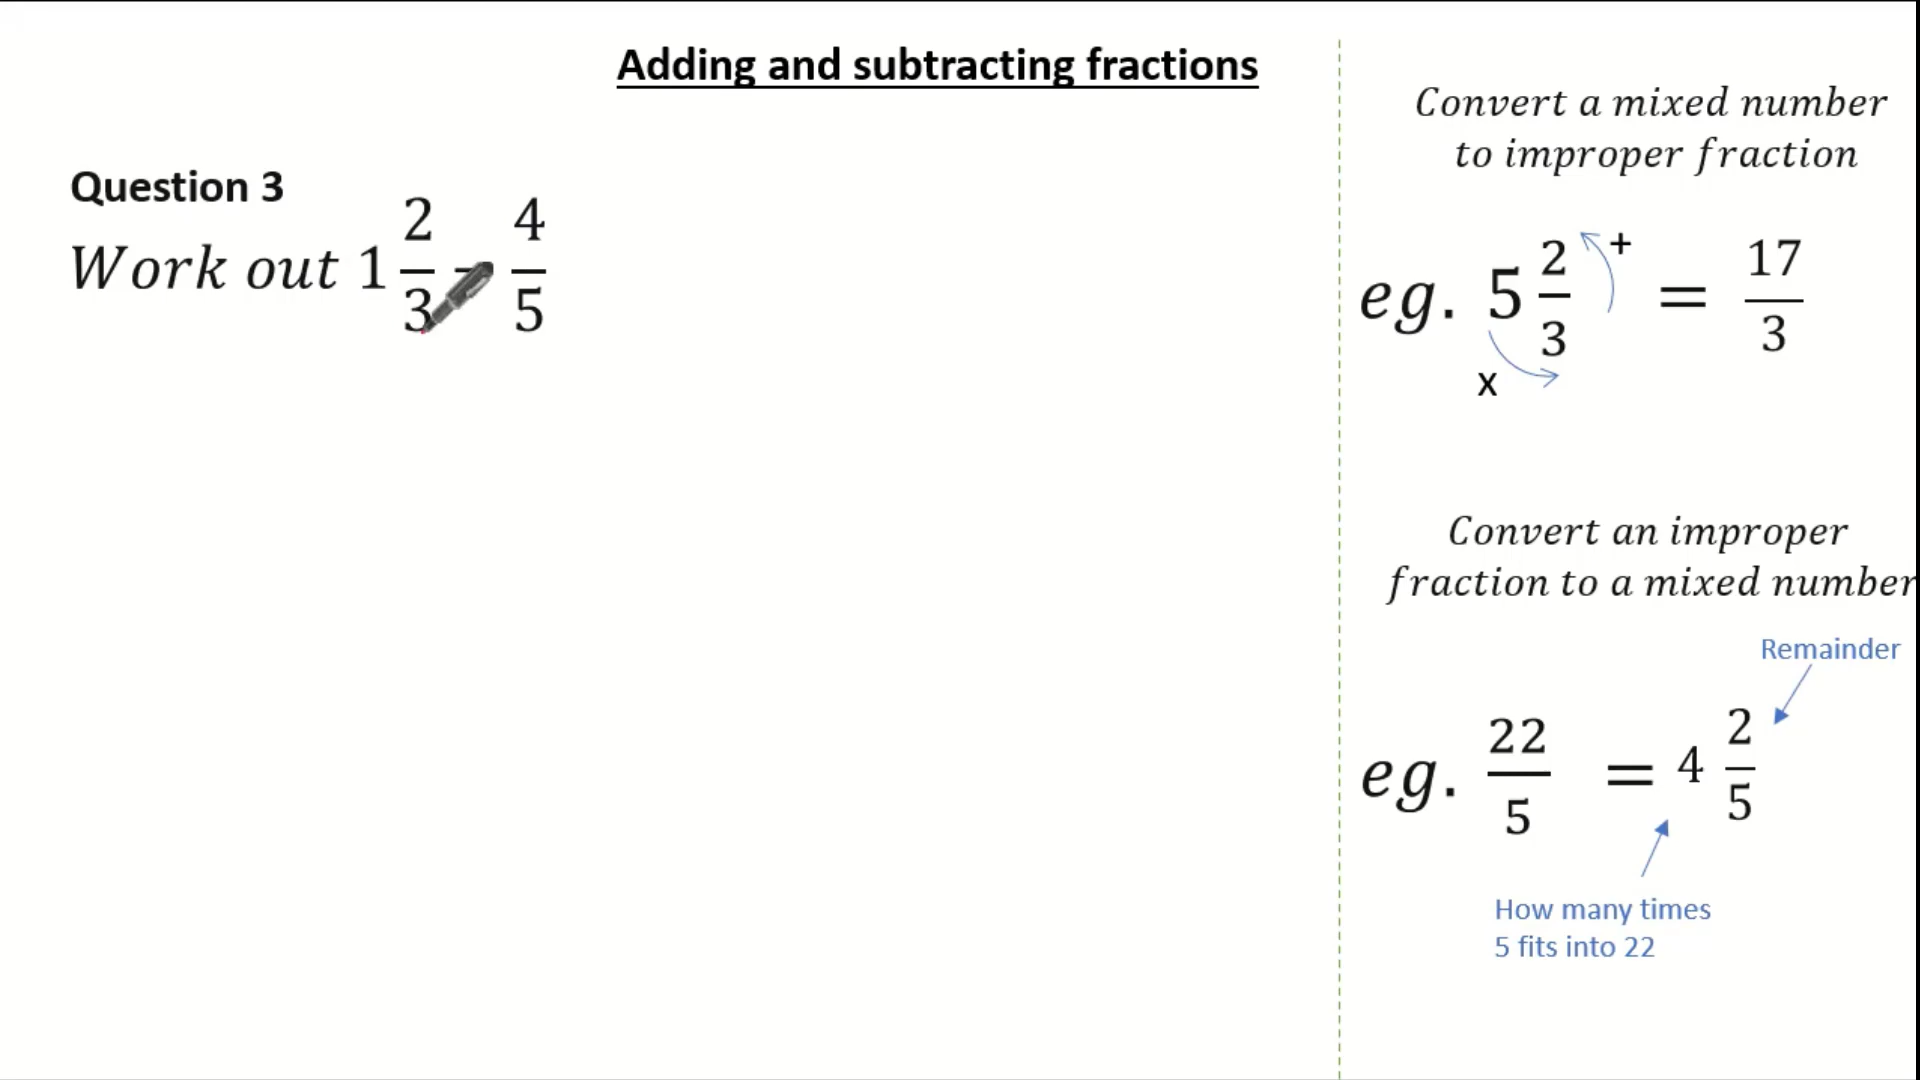 Adding and subtracting fractions
Question 3
Work out 1 2/3 - 4/5
Convert a mixed number
to improper fraction
eg. 5 2/3 = 17/3
+
x
Convert an improper
fraction to a mixed number
Remainder
eg. 22/5 = 4 2/5
How many times
5 fits into 22